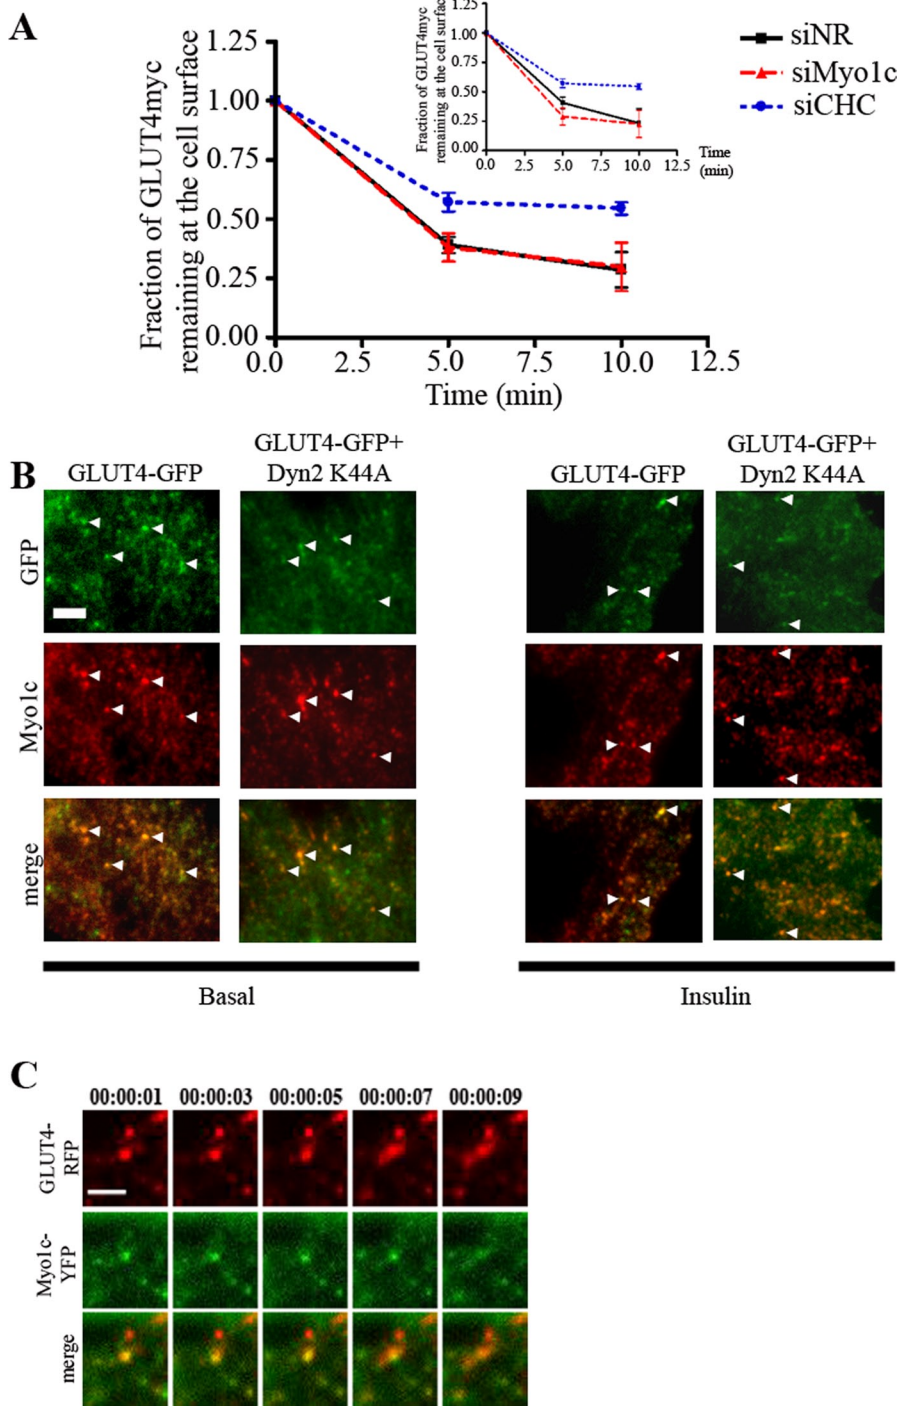 A
Fraction of GLUT4myc
remaining at the cell surface
1.25
1.00
0.75
0.50
0.25
0.00
0.0 2.5 5.0 7.5 10.0 12.5
Time (min)
Fraction of GLUT4myc
remaining at the cell surface
1.25
1.00
0.75
0.50
0.25
0.00
0.0 2.5 5.0 7.5 10.0 12.5
Time
(min)
siNR
siMyo1c
siCHC
B
GLUT4-GFP
GLUT4-GFP+
Dyn2 K44A
GLUT4-GFP
GLUT4-GFP+
Dyn2 K44A
GFP
Myo1c
merge
Basal
Insulin
C
00:00:01 00:00:03 00:00:05 00:00:07 00:00:09
GLUT4-
RFP
Myo1c-
YFP
merge